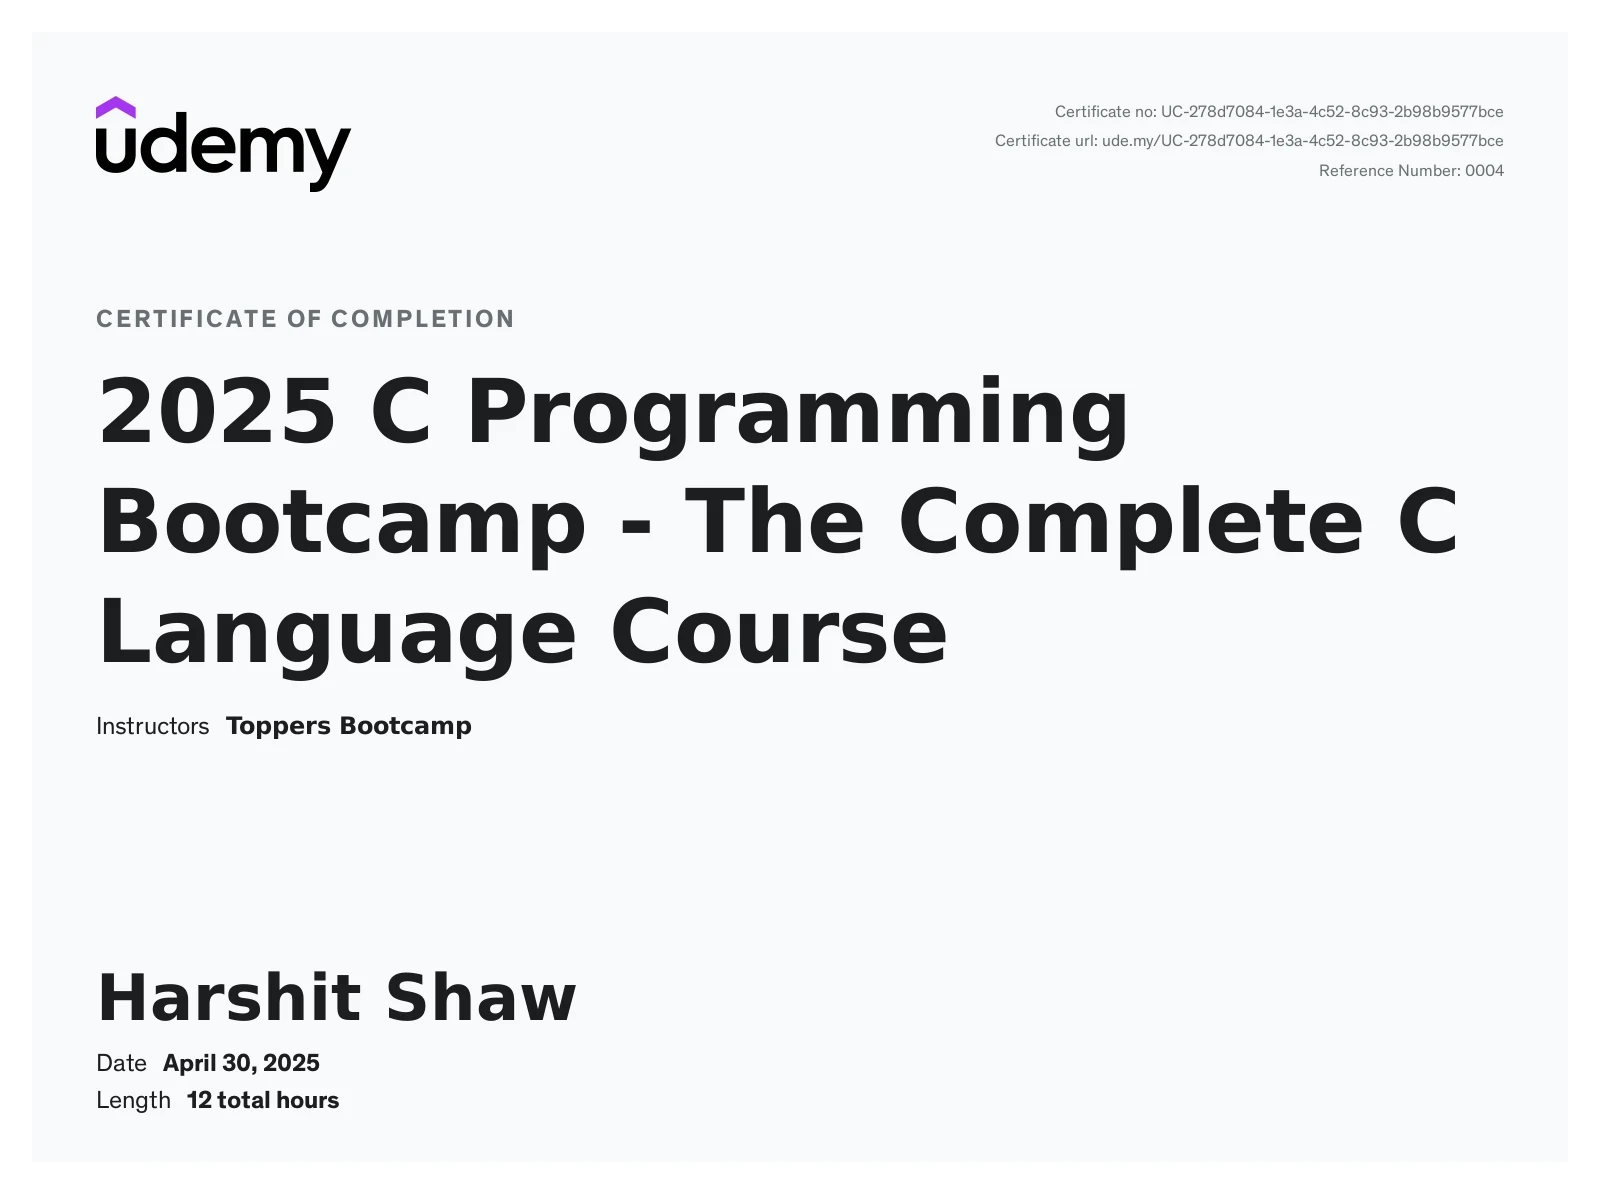 udemy
Certificate no: UC-278d7084-1e3a-4c52-8c93-2b98b9577bce
Certificate url: ude.my/UC-278d7084-1e3a-4c52-8c93-2b98b9577bce
Reference Number: 0004
CERTIFICATE OF COMPLETION
2025 C Programming
Bootcamp - The Complete C
Language Course
Instructors Toppers Bootcamp
Harshit Shaw
Date April 30, 2025
Length 12 total hours